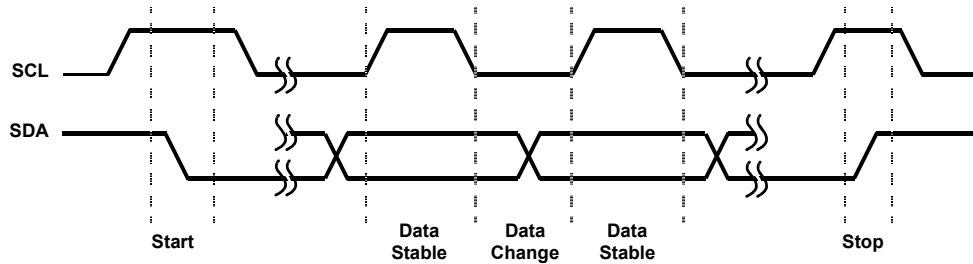 SCL
SDA
Start
Data
Stable
Data
Change
Data
Stable
Stop